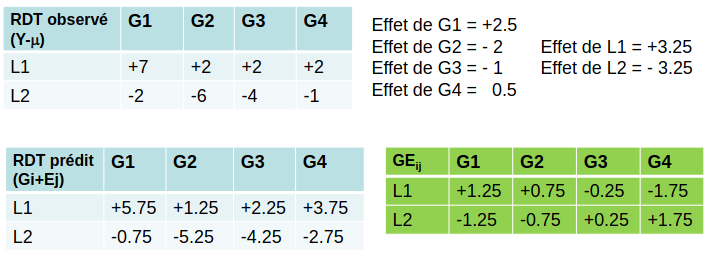 RDT observé (Y-μ) G1 G2 G3 G4
L1 +7 +2 +2 +2
L2 -2 -6 -4 -1
Effet de G1 = +2.5
Effet de G2 = - 2 Effet de L1 = +3.25
Effet de G3 = - 1 Effet de L2 = - 3.25
Effet de G4 = 0.5
RDT prédit (Gi+Ej) G1 G2 G3 G4
L1 +5.75 +1.25 +2.25 +3.75
L2 -0.75 -5.25 -4.25 -2.75
GEij G1 G2 G3 G4
L1 +1.25 +0.75 -0.25 -1.75
L2 -1.25 -0.75 +0.25 +1.75